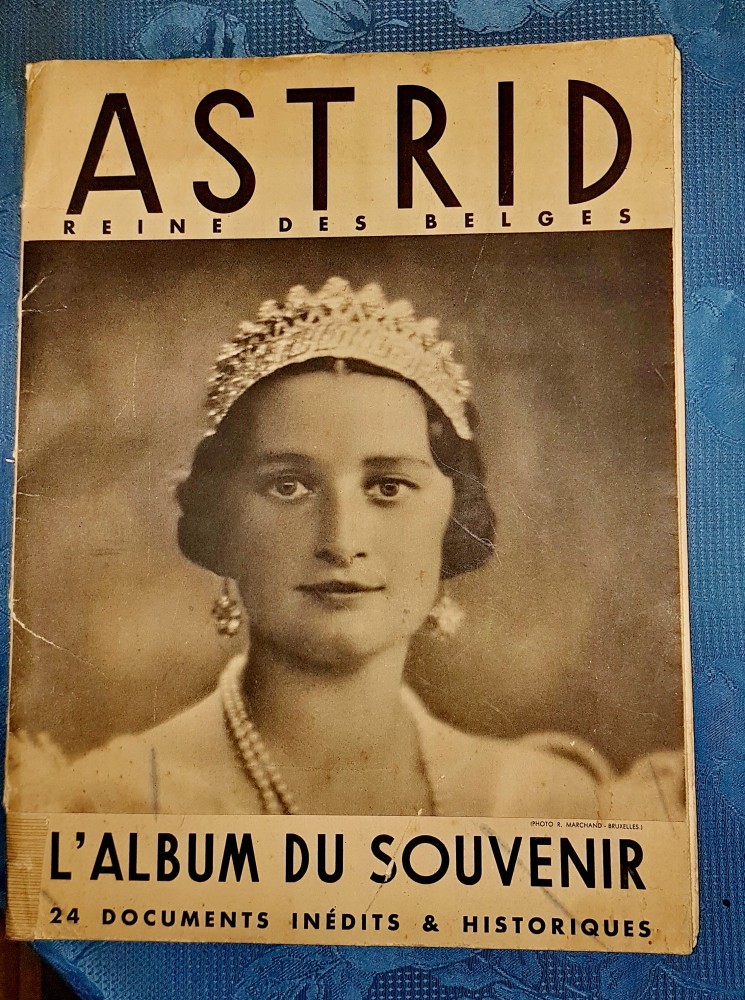 ASTRID
REINE DES BELGES
(PHOTO R. MARCHAND - BRUXELLES.)
L'ALBUM DU SOUVENIR
24 DOCUMENTS INÉDITS & HISTORIQUES